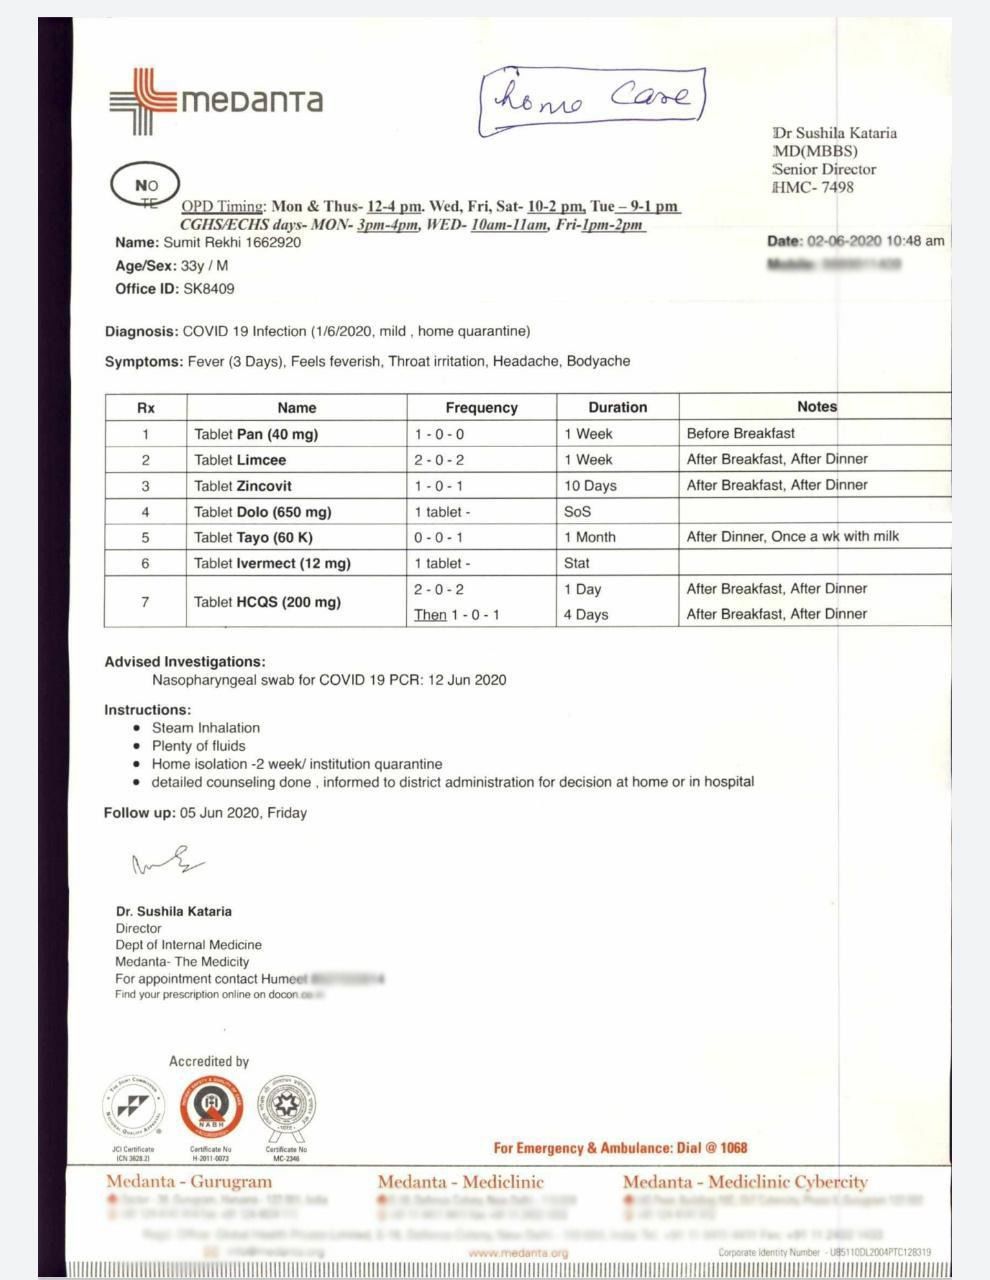 medanta
home Care
Dr Sushila Kataria
MD(MBBS)
Senior Director
HMC- 7498
NO
TE
OPD Timing: Mon & Thus- 12-4 pm. Wed, Fri, Sat- 10-2 pm, Tue – 9-1 pm
CGHS/ECHS days- MON- 3pm-4pm, WED- 10am-11am, Fri-1pm-2pm
Name: Sumit Rekhi 1662920
Date: 02-06-2020 10:48 am
Age/Sex: 33y / M
Office ID: SK8409
Diagnosis: COVID 19 Infection (1/6/2020, mild , home quarantine)
Symptoms: Fever (3 Days), Feels feverish, Throat irritation, Headache, Bodyache
Rx Name Frequency Duration Notes
1 Tablet Pan (40 mg) 1 - 0 - 0 1 Week Before Breakfast
2 Tablet Limcee 2 - 0 - 2 1 Week After Breakfast, After Dinner
3 Tablet Zincovit 1 - 0 - 1 10 Days After Breakfast, After Dinner
4 Tablet Dolo (650 mg) 1 tablet - SoS
5 Tablet Tayo (60 K) 0 - 0 - 1 1 Month After Dinner, Once a wk with milk
6 Tablet Ivermect (12 mg) 1 tablet - Stat
7 Tablet HCQS (200 mg) 2 - 0 - 2 1 Day After Breakfast, After Dinner
Then 1 - 0 - 1 4 Days After Breakfast, After Dinner
Advised Investigations:
Nasopharyngeal swab for COVID 19 PCR: 12 Jun 2020
Instructions:
• Steam Inhalation
• Plenty of fluids
• Home isolation -2 week/ institution quarantine
• detailed counseling done , informed to district administration for decision at home or in hospital
Follow up: 05 Jun 2020, Friday
Dr. Sushila Kataria
Director
Dept of Internal Medicine
Medanta- The Medicity
For appointment contact Humeet
Find your prescription online on docon
Accredited by
NABH
JCI Certificate
(CN 3628.2)
Certificate No
H-2011-0073
Certificate No
MC-2346
For Emergency & Ambulance: Dial @ 1068
Medanta - Gurugram
Medanta - Mediclinic
Medanta - Mediclinic Cybercity
www.medanta.org
Corporate Identity Number - U85110DL2004PTC128319